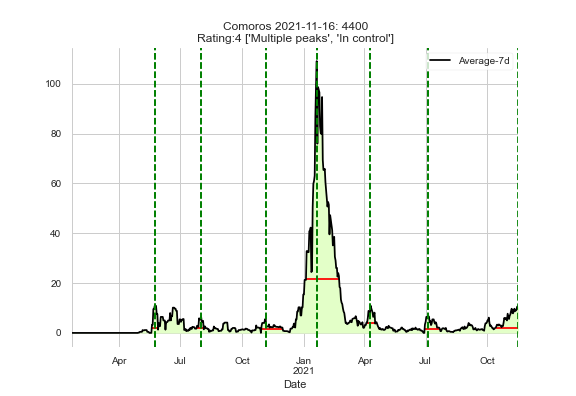 Comoros 2021-11-16: 4400
Rating:4 ['Multiple peaks', 'In control']
Average-7d
100
80
60
40
20
0
Apr Jul Oct Jan Apr Jul Oct
2021
Date